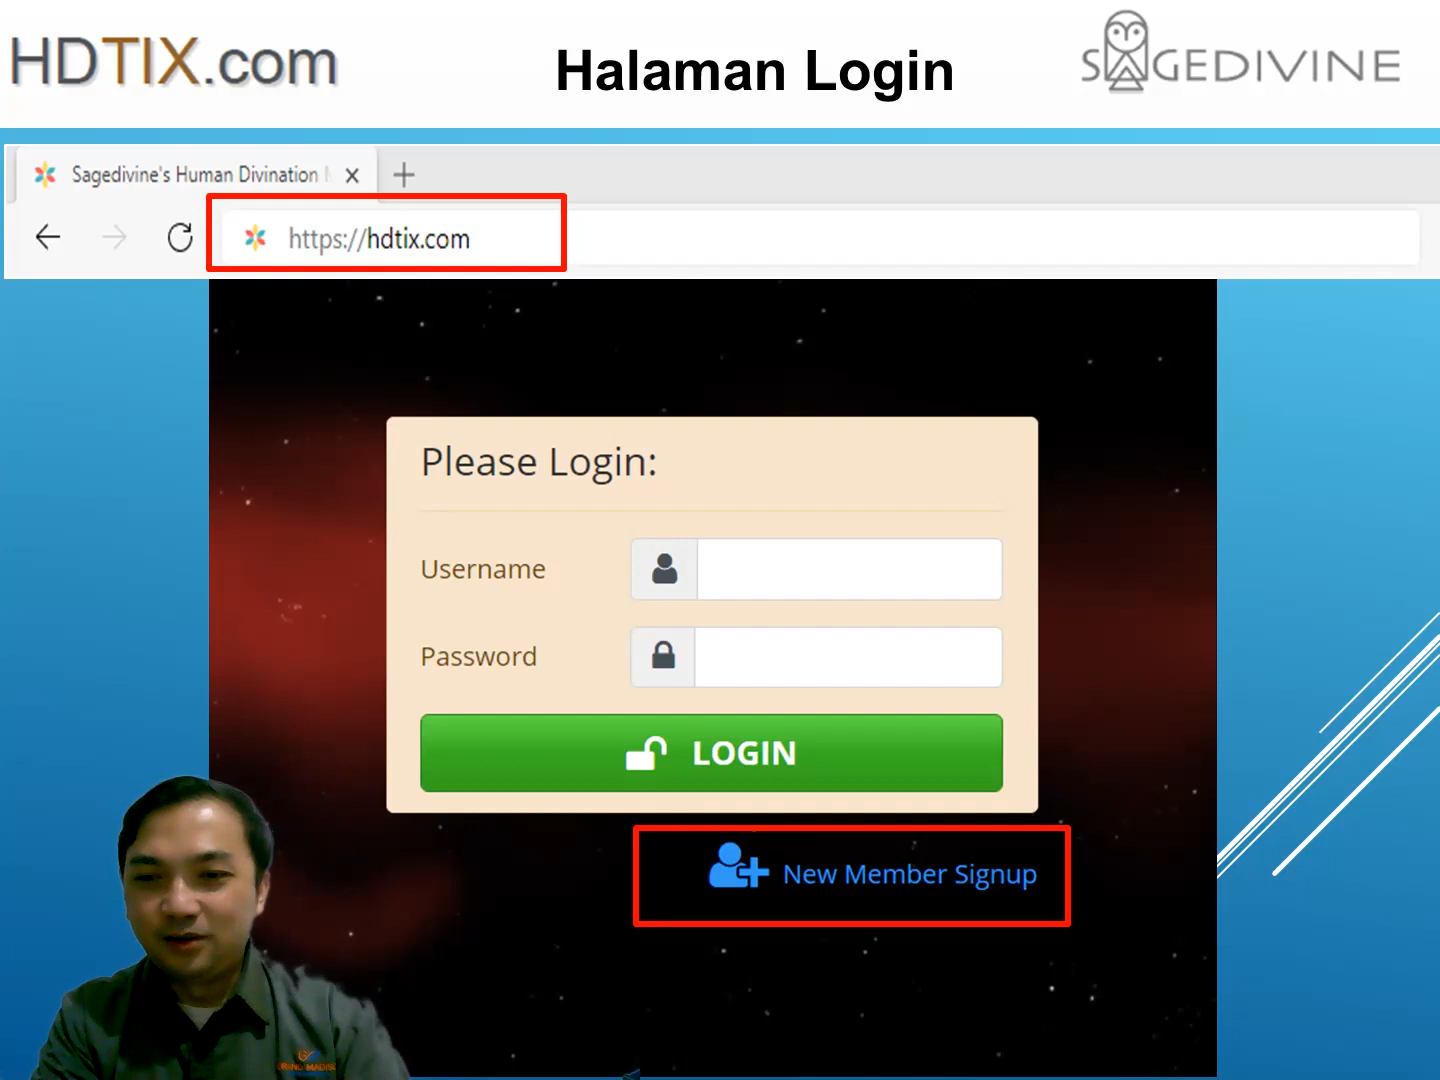 HDTIX.com
Halaman Login
SAGEDIVINE
Sagedivine's Human Divination
https://hdtix.com
Please Login:
Username
Password
LOGIN
New Member Signup